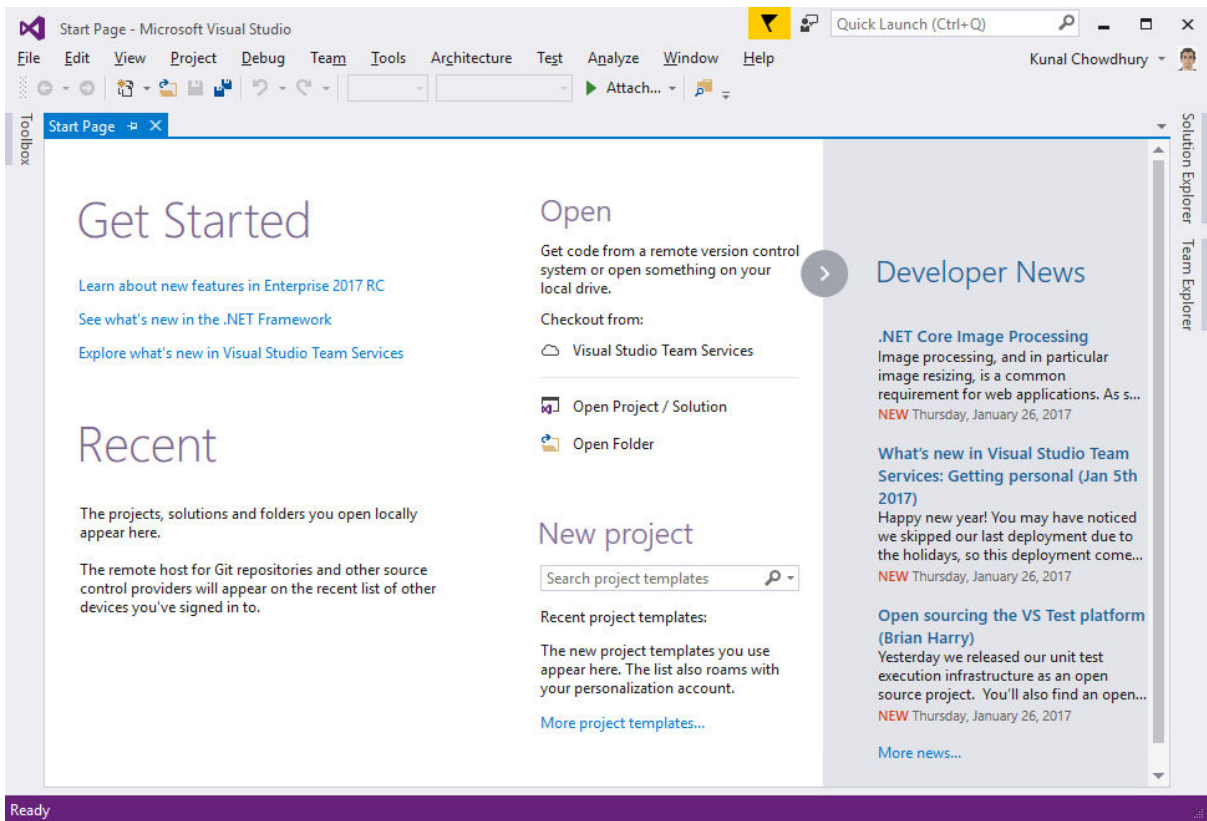 Start Page - Microsoft Visual Studio
Quick Launch (Ctrl+Q)
File Edit View Project Debug Team Tools Architecture Test Analyze Window Help
Kunal Chowdhury
Attach...
Toolbox
Start Page
Get Started
Learn about new features in Enterprise 2017 RC
See what's new in the .NET Framework
Explore what's new in Visual Studio Team Services
Recent
The projects, solutions and folders you open locally
appear here.
The remote host for Git repositories and other source
control providers will appear on the recent list of other
devices you've signed in to.
Open
Get code from a remote version control
system or open something on your
local drive.
Checkout from:
Visual Studio Team Services
Open Project / Solution
Open Folder
New project
Search project templates
Recent project templates:
The new project templates you use
appear here. The list also roams with
your personalization account.
More project templates...
Developer News
.NET Core Image Processing
Image processing, and in particular
image resizing, is a common
requirement for web applications. As s...
NEW Thursday, January 26, 2017
What's new in Visual Studio Team
Services: Getting personal (Jan 5th
2017)
Happy new year! You may have noticed
we skipped our last deployment due to
the holidays, so this deployment come...
NEW Thursday, January 26, 2017
Open sourcing the VS Test platform
(Brian Harry)
Yesterday we released our unit test
execution infrastructure as an open
source project.  You'll also find an open...
NEW Thursday, January 26, 2017
More news...
Solution Explorer
Team Explorer
Ready